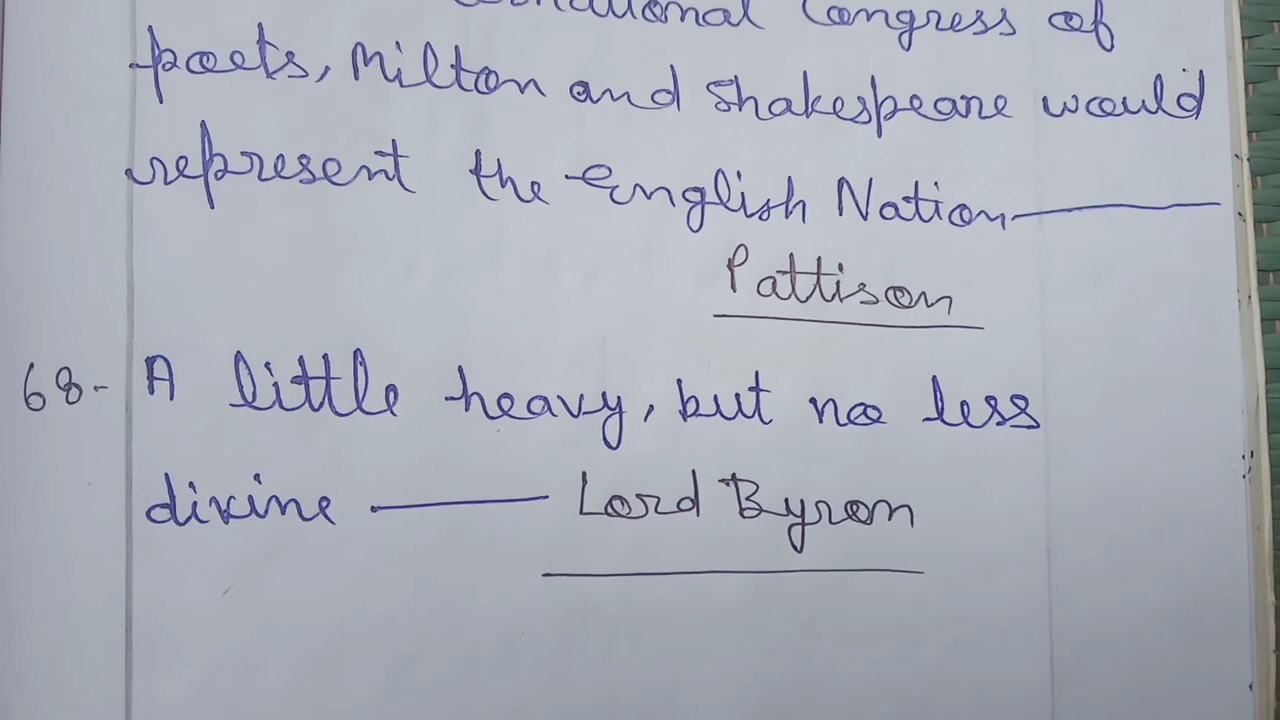 Congress of
poets, Milton and Shakespeare would
represent the English Nation——
Pattison
68- A little heavy, but no less
divine —— Lord Byron